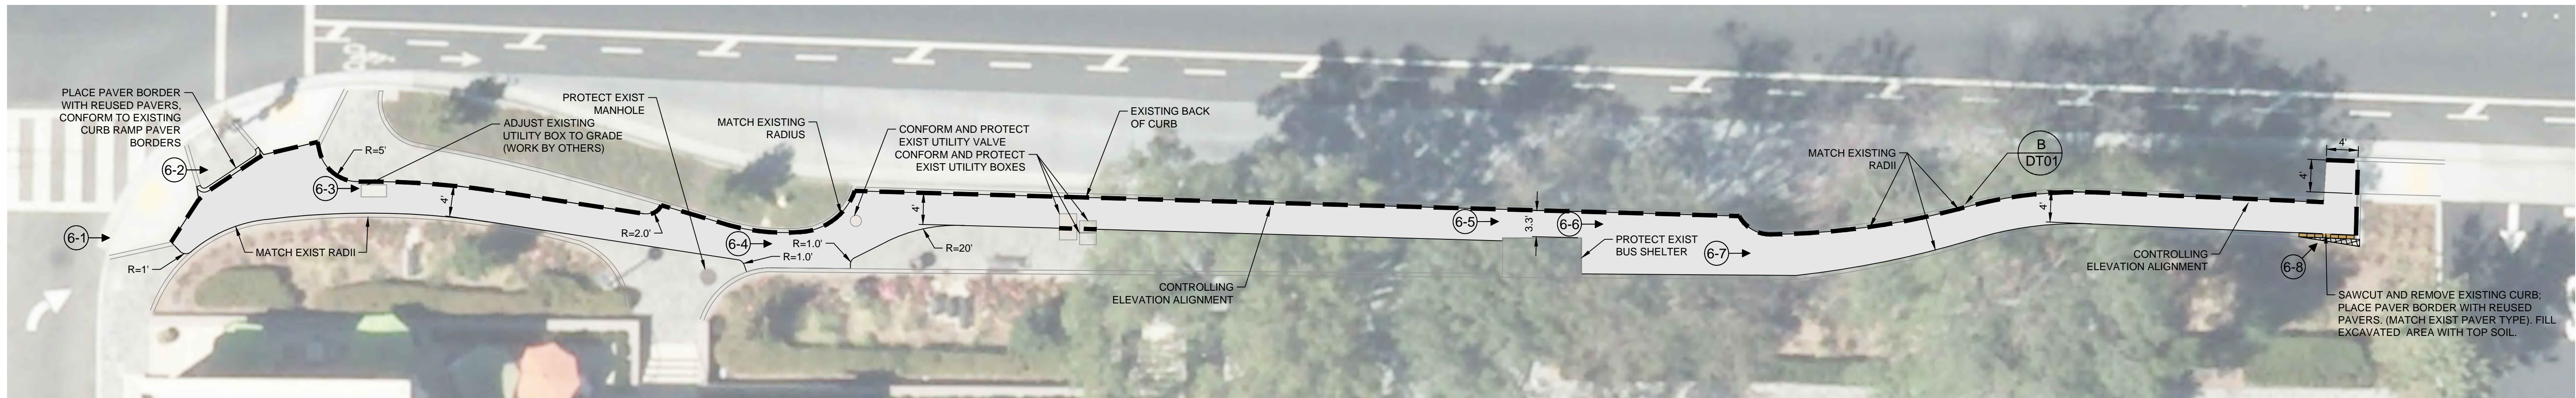 PLACE PAVER BORDER
WITH REUSED PAVERS,
CONFORM TO EXISTING
CURB RAMP PAVER
BORDERS
6-2
6-1
R=1'
MATCH EXIST RADII
6-3
R=5'
ADJUST EXISTING
UTILITY BOX TO GRADE
(WORK BY OTHERS)
4'
PROTECT EXIST
MANHOLE
R=2.0'
MATCH EXISTING
RADIUS
6-4
R=1.0'
R=1.0'
CONFORM AND PROTECT
EXIST UTILITY VALVE
CONFORM AND PROTECT
EXIST UTILITY BOXES
4'
R=20'
EXISTING BACK
OF CURB
CONTROLLING
ELEVATION ALIGNMENT
6-5
3.3'
6-6
PROTECT EXIST
BUS SHELTER
6-7
MATCH EXISTING
RADII
B
DT01
4'
CONTROLLING
ELEVATION ALIGNMENT
4'
4'
6-8
SAWCUT AND REMOVE EXISTING CURB;
PLACE PAVER BORDER WITH REUSED
PAVERS. (MATCH EXIST PAVER TYPE). FILL
EXCAVATED AREA WITH TOP SOIL.